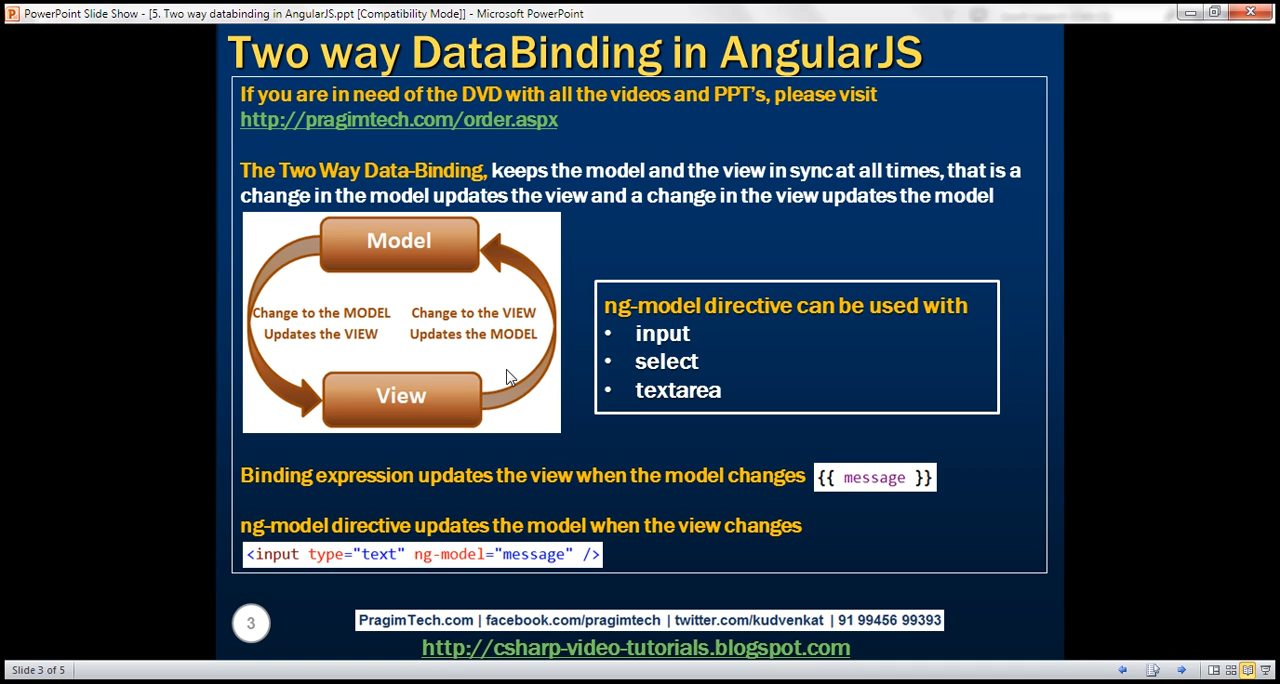 PowerPoint Slide Show - [5. Two way databinding in AngularJS.ppt [Compatibility Mode]] - Microsoft PowerPoint
Two way DataBinding in AngularJS
If you are in need of the DVD with all the videos and PPT's, please visit
http://pragimtech.com/order.aspx
The Two Way Data-Binding, keeps the model and the view in sync at all times, that is a
change in the model updates the view and a change in the view updates the model
Model
Change to the MODEL
Updates the VIEW
Change to the VIEW
Updates the MODEL
View
ng-model directive can be used with
• input
• select
• textarea
Binding expression updates the view when the model changes {{ message }}
ng-model directive updates the model when the view changes
<input type="text" ng-model="message" />
3
PragimTech.com | facebook.com/pragimtech | twitter.com/kudvenkat | 91 99456 99393
http://csharp-video-tutorials.blogspot.com
Slide 3 of 5